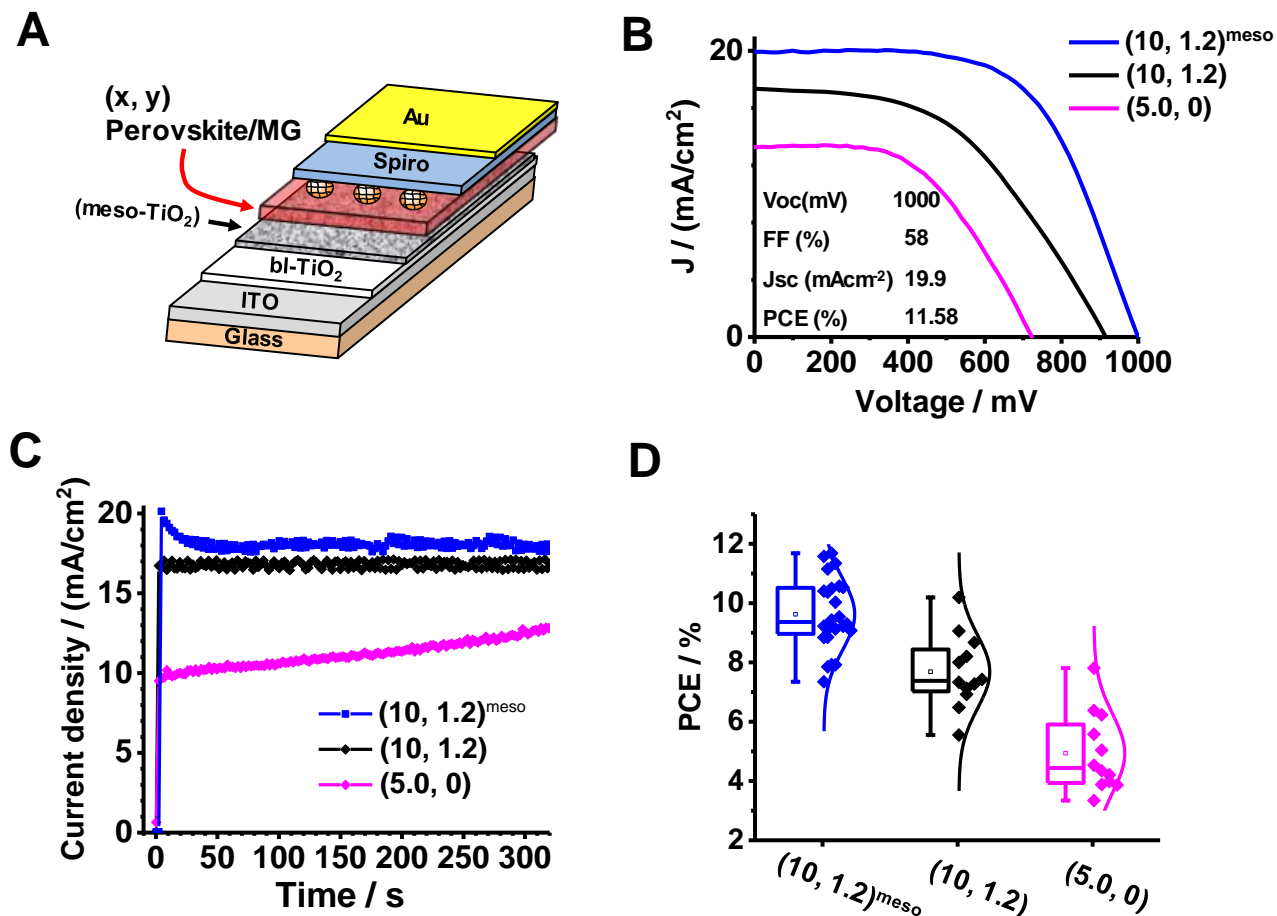 A
(x, y)
Perovskite/MG
(meso-TiO₂)
Au
Spiro
bl-TiO₂
ITO
Glass
B
(10, 1.2)ᵐᵉˢᵒ
(10, 1.2)
(5.0, 0)
J / (mA/cm²)
20
0
Voc(mV) 1000
FF (%) 58
Jsc (mAcm⁻²) 19.9
PCE (%) 11.58
0 200 400 600 800 1000
Voltage / mV
C
Current density / (mA/cm²)
20
15
10
5
0
(10, 1.2)ᵐᵉˢᵒ
(10, 1.2)
(5.0, 0)
0 50 100 150 200 250 300
Time / s
D
PCE / %
12
10
8
6
4
2
(10, 1.2)ᵐᵉˢᵒ
(10, 1.2)
(5.0, 0)